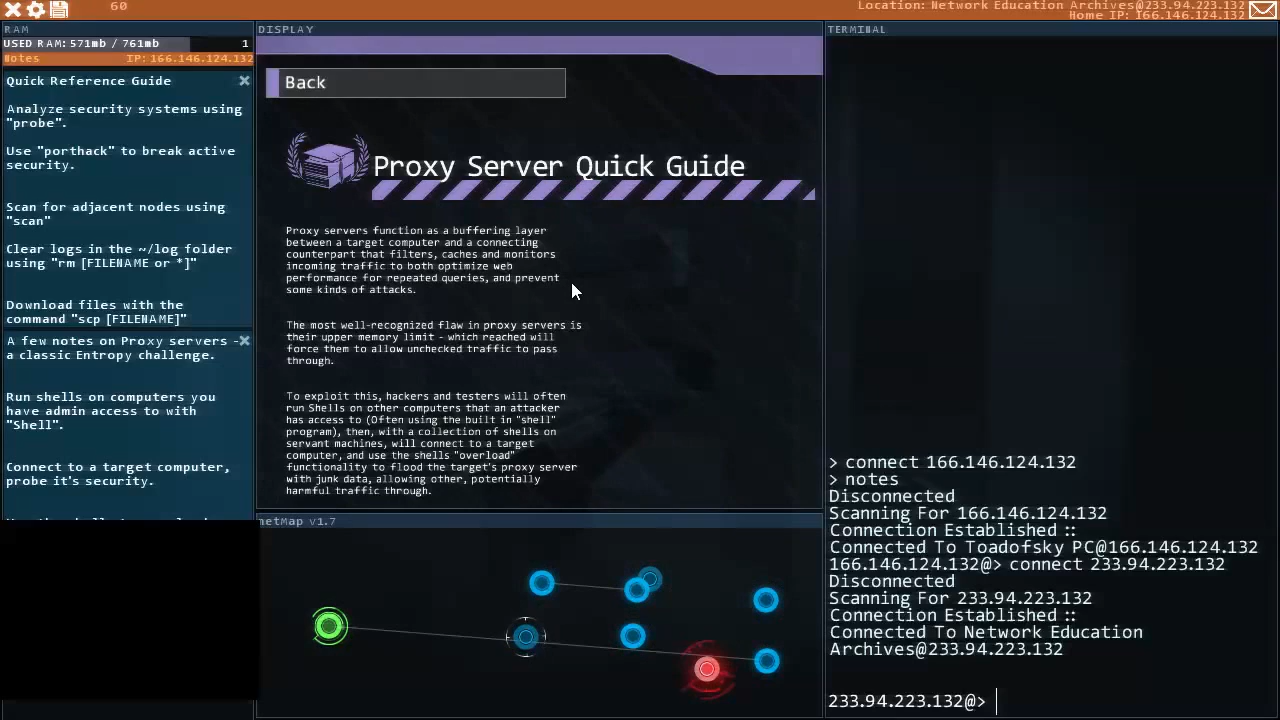 60
Location: Network Education Archives@233.94.223.132
Home IP: 166.146.124.132
RAM
USED RAM: 571mb / 761mb 1
Notes IP: 166.146.124.132
Quick Reference Guide
Analyze security systems using
"probe".
Use "porthack" to break active
security.
Scan for adjacent nodes using
"scan"
Clear logs in the ~/log folder
using "rm [FILENAME or *]"
Download files with the
command "scp [FILENAME]"
A few notes on Proxy servers -
a classic Entropy challenge.
Run shells on computers you
have admin access to with
"Shell".
Connect to a target computer,
probe it's security.
DISPLAY
Back
Proxy Server Quick Guide
Proxy servers function as a buffering layer
between a target computer and a connecting
counterpart that filters, caches and monitors
incoming traffic to both optimize web
performance for repeated queries, and prevent
some kinds of attacks.
The most well-recognized flaw in proxy servers is
their upper memory limit - which reached will
force them to allow unchecked traffic to pass
through.
To exploit this, hackers and testers will often
run Shells on other computers that an attacker
has access to (Often using the built in "shell"
program), then, with a collection of shells on
servant machines, will connect to a target
computer, and use the shells "overload"
functionality to flood the target's proxy server
with junk data, allowing other, potentially
harmful traffic through.
netMap v1.7
TERMINAL
> connect 166.146.124.132
> notes
Disconnected
Scanning For 166.146.124.132
Connection Established ::
Connected To Toadofsky PC@166.146.124.132
166.146.124.132@> connect 233.94.223.132
Disconnected
Scanning For 233.94.223.132
Connection Established ::
Connected To Network Education
Archives@233.94.223.132
233.94.223.132@>